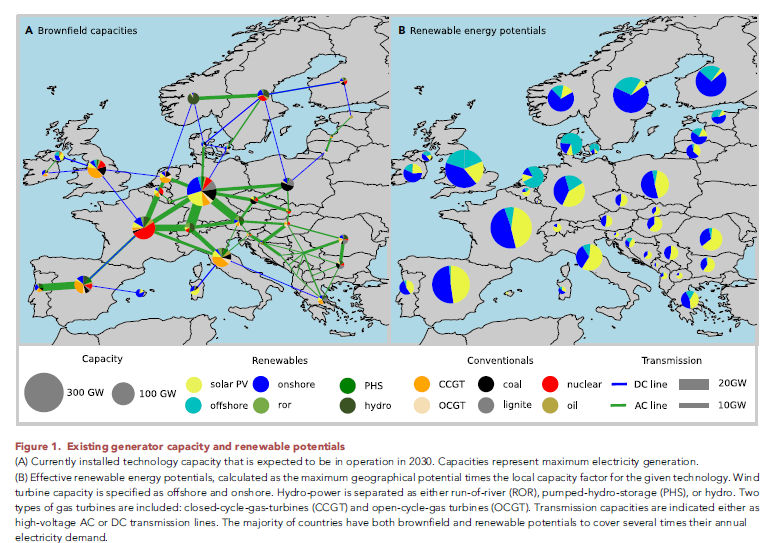 A Brownfield capacities
B Renewable energy potentials
Capacity
Renewables
Conventionals
Transmission
300 GW
100 GW
solar PV
onshore
PHS
CCGT
coal
nuclear
DC line
20GW
offshore
ror
hydro
OCGT
lignite
oil
AC line
10GW
Figure 1. Existing generator capacity and renewable potentials
(A) Currently installed technology capacity that is expected to be in operation in 2030. Capacities represent maximum electricity generation.
(B) Effective renewable energy potentials, calculated as the maximum geographical potential times the local capacity factor for the given technology. Wind
turbine capacity is specified as offshore and onshore. Hydro-power is separated as either run-of-river (ROR), pumped-hydro-storage (PHS), or hydro. Two
types of gas turbines are included: closed-cycle-gas-turbines (CCGT) and open-cycle-gas turbines (OCGT). Transmission capacities are indicated either as
high-voltage AC or DC transmission lines. The majority of countries have both brownfield and renewable potentials to cover several times their annual
electricity demand.